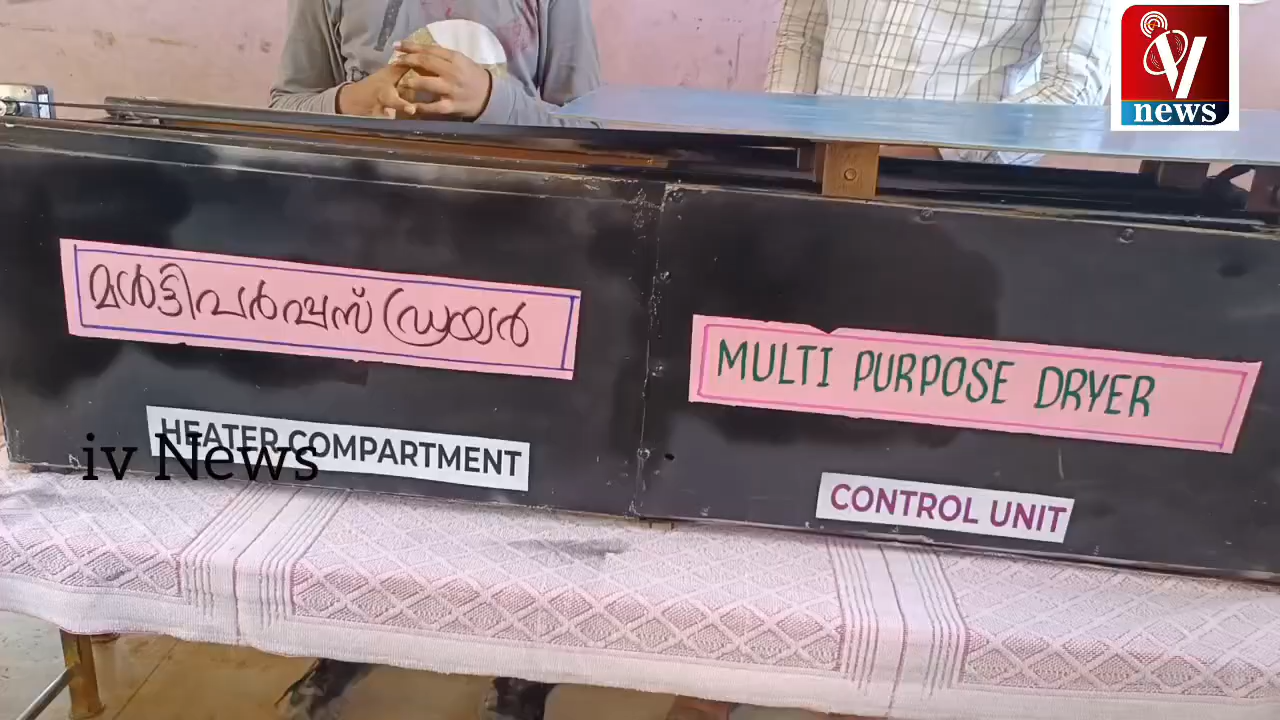 V
news
മൾട്ടിപർപ്പസ് ഡ്രയർ
MULTI PURPOSE DRYER
HEATER COMPARTMENT
iv News
CONTROL UNIT